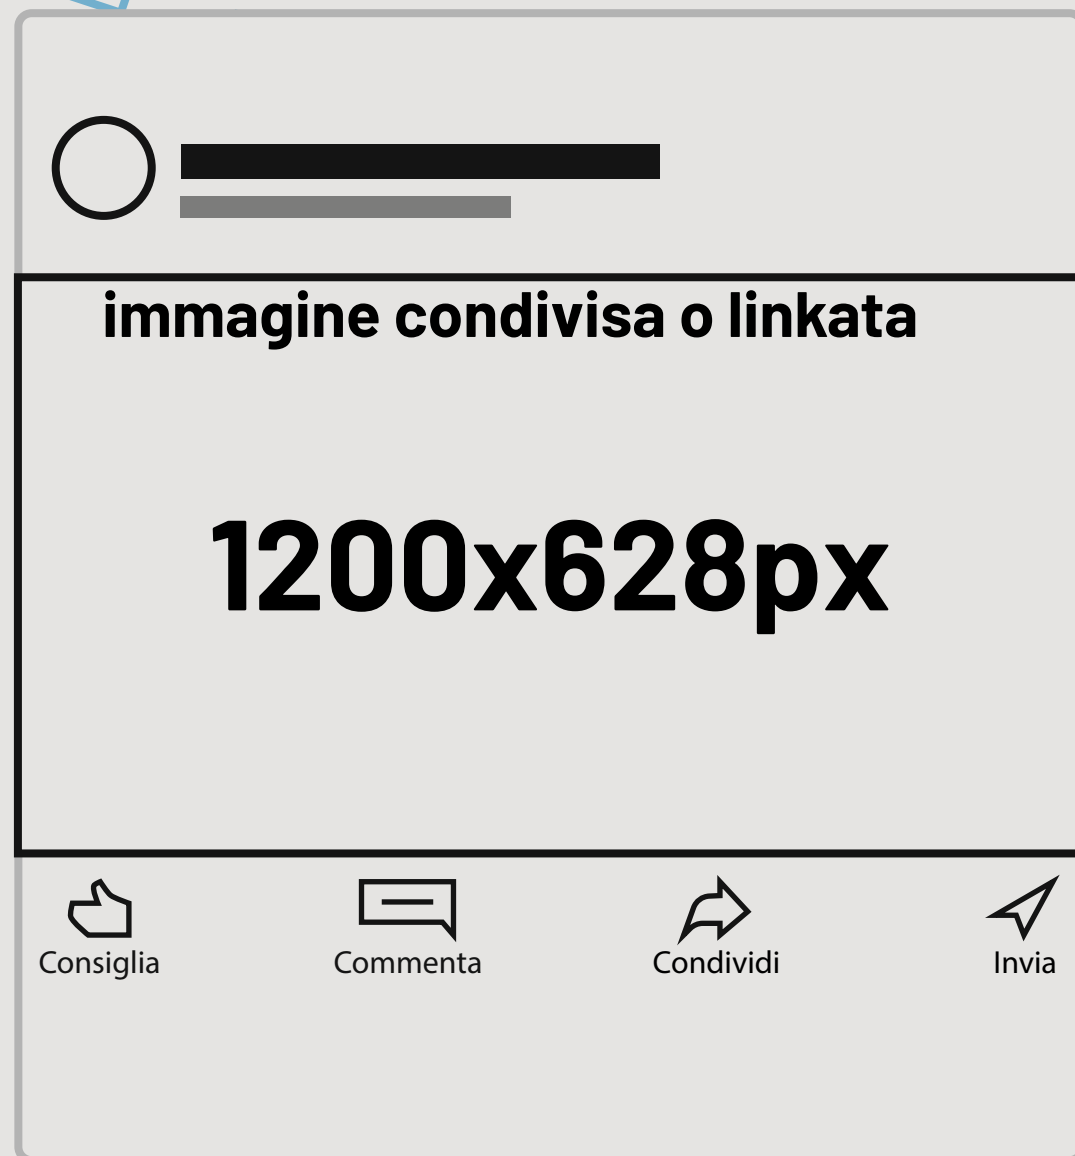 immagine condivisa o linkata
1200x628px
Consiglia
Commenta
Condividi
Invia